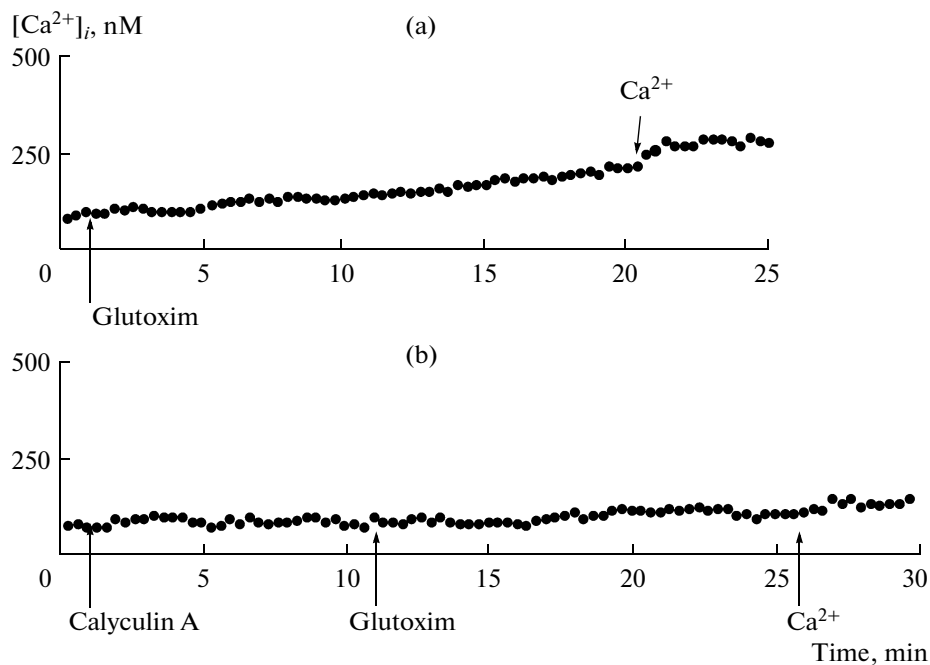 [Ca²⁺]ᵢ, nM
(a)
500
Ca²⁺
250
0 5 10 15 20 25
Glutoxim
(b)
500
250
0 5 10 15 20 25 30
Calyculin A Glutoxim Ca²⁺
Time, min